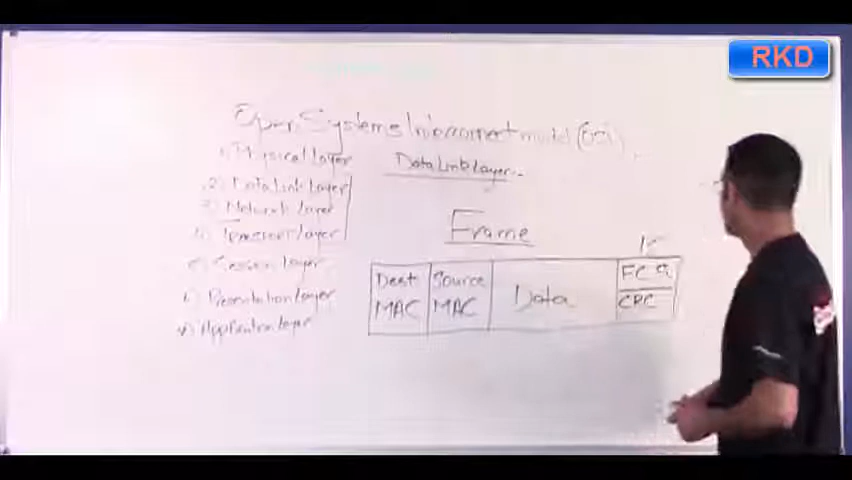 RKD
Open Systems Interconnect model (OSI)
1. Physical layer
Data Link Layer
2. Data Link Layer
3. Network Layer
4. Transport layer
5. Session layer
6. Presentation layer
7. Application layer
Frame
Dest MAC
Source MAC
Data
FCS
CRC